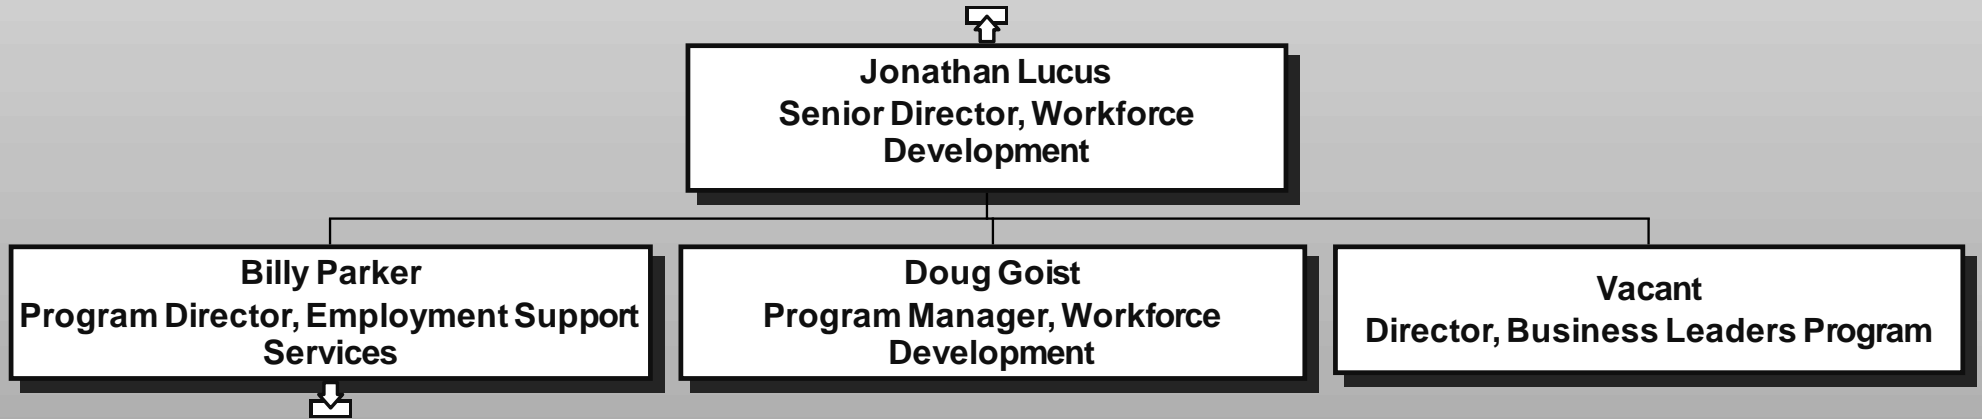 Jonathan Lucus
Senior Director, Workforce
Development
Billy Parker
Program Director, Employment Support
Services
Doug Goist
Program Manager, Workforce
Development
Vacant
Director, Business Leaders Program